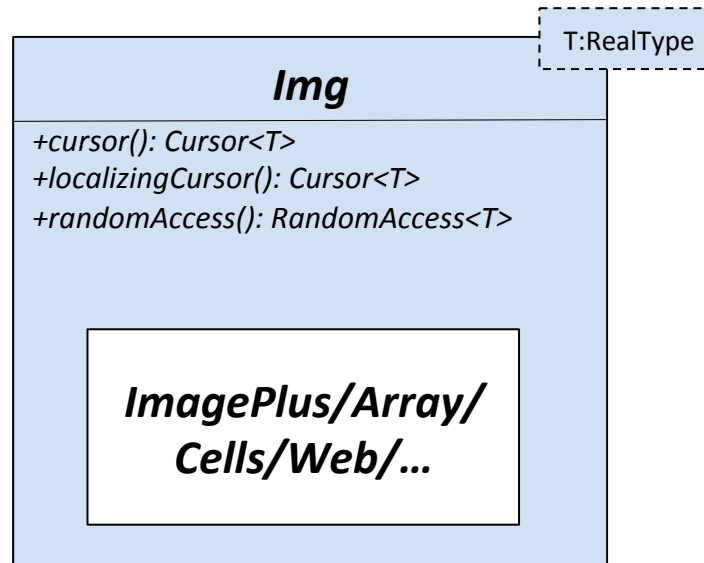 T:RealType
Img
+cursor(): Cursor<T>
+localizingCursor(): Cursor<T>
+randomAccess(): RandomAccess<T>
ImagePlus/Array/
Cells/Web/…